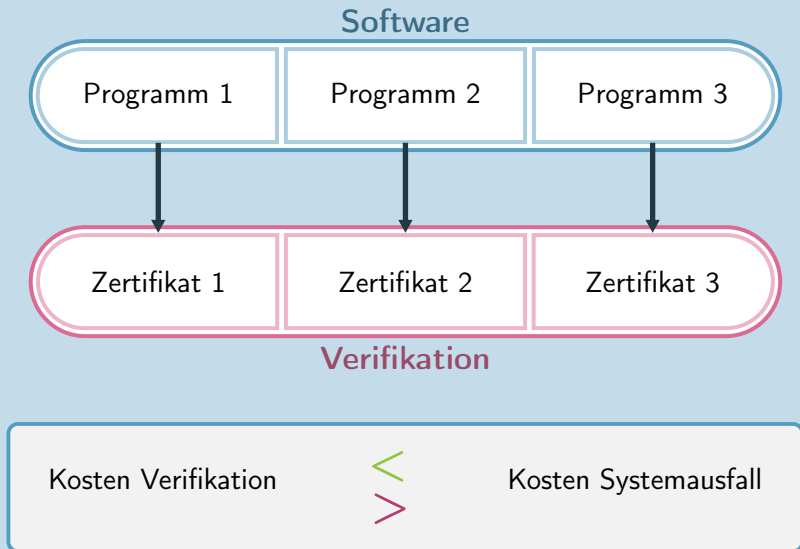 Software
Programm 1 Programm 2 Programm 3
Zertifikat 1 Zertifikat 2 Zertifikat 3
Verifikation
Kosten Verifikation < Kosten Systemausfall
>